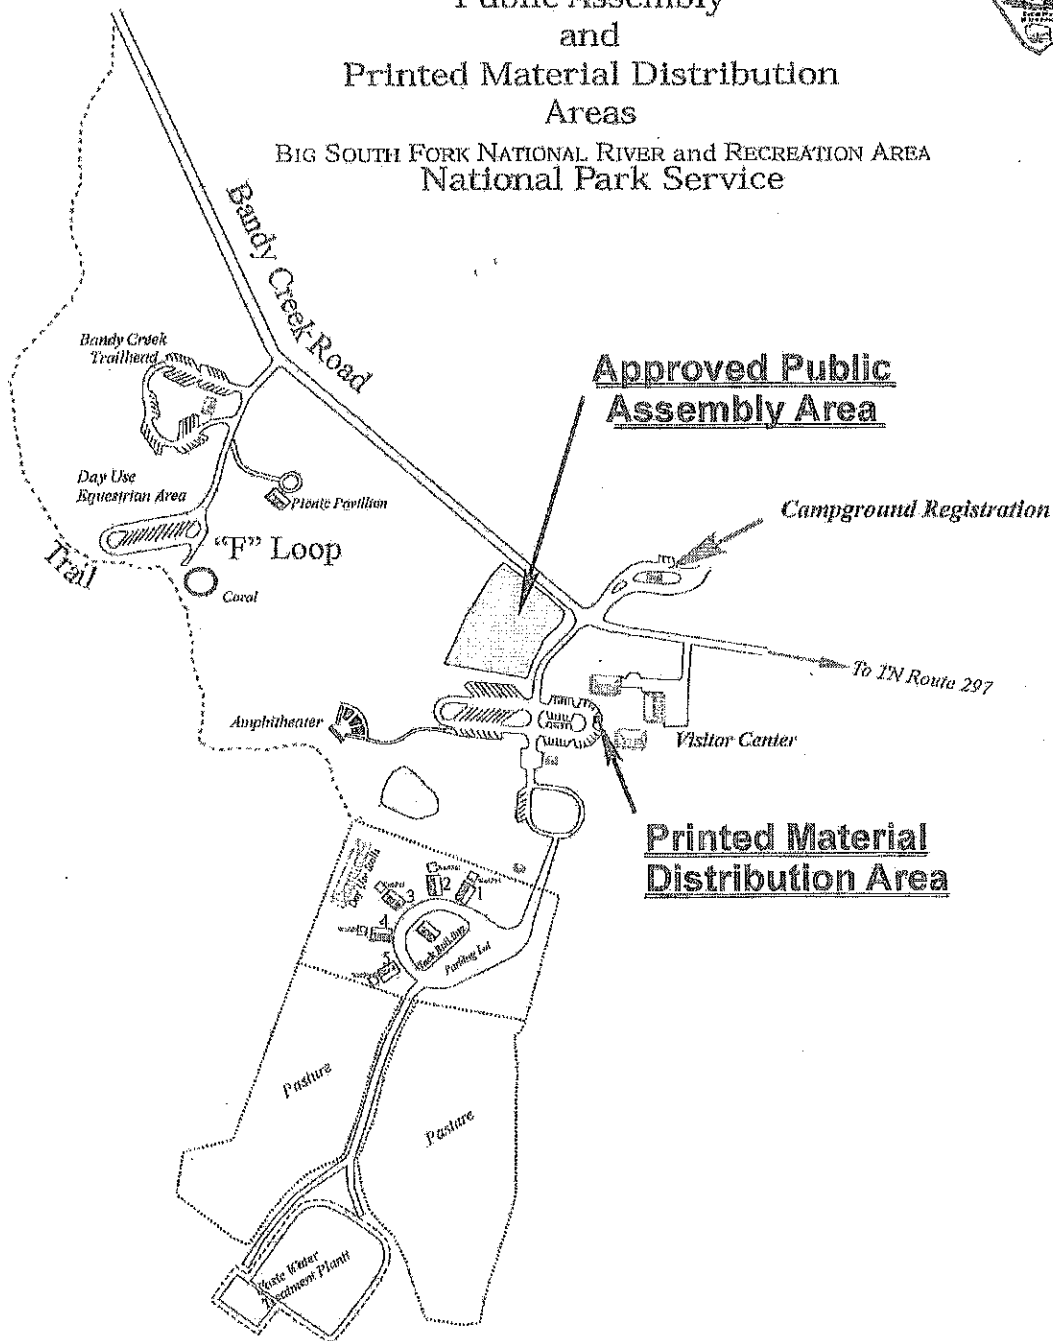 Public Assembly
and
Printed Material Distribution
Areas
BIG SOUTH FORK NATIONAL RIVER and RECREATION AREA
National Park Service
Bandy Creek Road
Bandy Creek
Trailhead
Approved Public
Assembly Area
Day Use
Equestrian Area
Picnic Pavilion
Campground Registration
"F" Loop
Trail
Coral
To TN Route 297
Amphitheater
Visitor Center
Printed Material
Distribution Area
1
2
3
4
5
Parking Lot
Pasture
Pasture
Waste Water
Treatment Plant